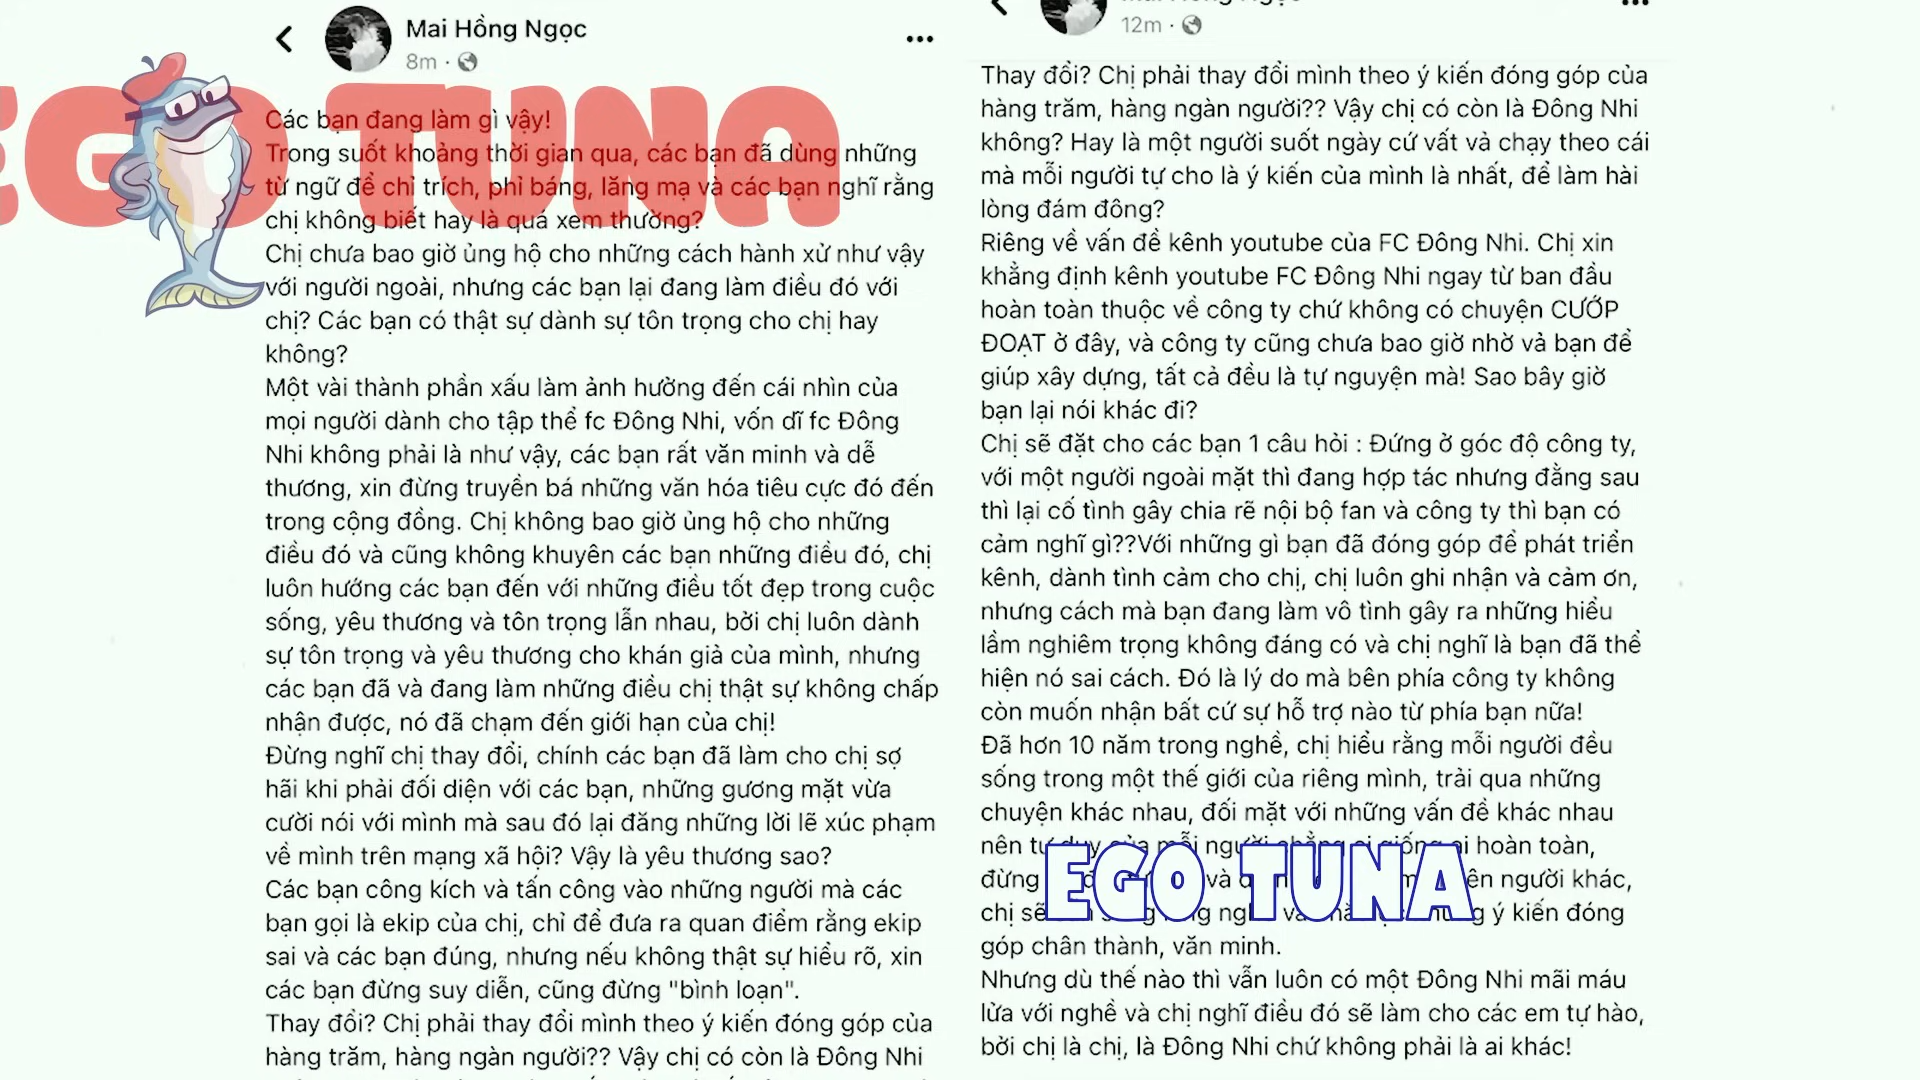 Mai Hồng Ngọc
8m ·
EGO TUNA
Các bạn đang làm gì vậy!
Trong suốt khoảng thời gian qua, các bạn đã dùng những
từ ngữ để chỉ trích, phỉ báng, lăng mạ và các bạn nghĩ rằng
chị không biết hay là quá xem thường?
Chị chưa bao giờ ủng hộ cho những cách hành xử như vậy
với người ngoài, nhưng các bạn lại đang làm điều đó với
chị? Các bạn có thật sự dành sự tôn trọng cho chị hay
không?
Một vài thành phần xấu làm ảnh hưởng đến cái nhìn của
mọi người dành cho tập thể fc Đông Nhi, vốn dĩ fc Đông
Nhi không phải là như vậy, các bạn rất văn minh và dễ
thương, xin đừng truyền bá những văn hóa tiêu cực đó đến
trong cộng đồng. Chị không bao giờ ủng hộ cho những
điều đó và cũng không khuyên các bạn những điều đó, chị
luôn hướng các bạn đến với những điều tốt đẹp trong cuộc
sống, yêu thương và tôn trọng lẫn nhau, bởi chị luôn dành
sự tôn trọng và yêu thương cho khán giả của mình, nhưng
các bạn đã và đang làm những điều chị thật sự không chấp
nhận được, nó đã chạm đến giới hạn của chị!
Đừng nghĩ chị thay đổi, chính các bạn đã làm cho chị sợ
hãi khi phải đối diện với các bạn, những gương mặt vừa
cười nói với mình mà sau đó lại đăng những lời lẽ xúc phạm
về mình trên mạng xã hội? Vậy là yêu thương sao?
Các bạn công kích và tấn công vào những người mà các
bạn gọi là ekip của chị, chỉ để đưa ra quan điểm rằng ekip
sai và các bạn đúng, nhưng nếu không thật sự hiểu rõ, xin
các bạn đừng suy diễn, cũng đừng "bình loạn".
Thay đổi? Chị phải thay đổi mình theo ý kiến đóng góp của
hàng trăm, hàng ngàn người?? Vậy chị có còn là Đông Nhi
12m ·
Thay đổi? Chị phải thay đổi mình theo ý kiến đóng góp của
hàng trăm, hàng ngàn người?? Vậy chị có còn là Đông Nhi
không? Hay là một người suốt ngày cứ vất vả chạy theo cái
mà mỗi người tự cho là ý kiến của mình là nhất, để làm hài
lòng đám đông?
Riêng về vấn đề kênh youtube của FC Đông Nhi. Chị xin
khẳng định kênh youtube FC Đông Nhi ngay từ ban đầu
hoàn toàn thuộc về công ty chứ không có chuyện CƯỚP
ĐOẠT ở đây, và công ty cũng chưa bao giờ nhờ vả bạn để
giúp xây dựng, tất cả đều là tự nguyện mà! Sao bây giờ
bạn lại nói khác đi?
Chị sẽ đặt cho các bạn 1 câu hỏi : Đứng ở góc độ công ty,
với một người ngoài mặt thì đang hợp tác nhưng đằng sau
thì lại cố tình gây chia rẽ nội bộ fan và công ty thì bạn có
cảm nghĩ gì??Với những gì bạn đã đóng góp để phát triển
kênh, dành tình cảm cho chị, chị luôn ghi nhận và cảm ơn,
nhưng cách mà bạn đang làm vô tình gây ra những hiểu
lầm nghiêm trọng không đáng có và chị nghĩ là bạn đã thể
hiện nó sai cách. Đó là lý do mà bên phía công ty không
còn muốn nhận bất cứ sự hỗ trợ nào từ phía bạn nữa!
Đã hơn 10 năm trong nghề, chị hiểu rằng mỗi người đều
sống trong một thế giới của riêng mình, trải qua những
chuyện khác nhau, đối mặt với những vấn đề khác nhau
nên tư duy của mỗi người chẳng ai giống ai hoàn toàn,
đừng và người khác,
chị sẽ ý kiến đóng
EGO TUNA
góp chân thành, văn minh.
Nhưng dù thế nào thì vẫn luôn có một Đông Nhi mãi máu
lửa với nghề và chị nghĩ điều đó sẽ làm cho các em tự hào,
bởi chị là chị, là Đông Nhi chứ không phải là ai khác!